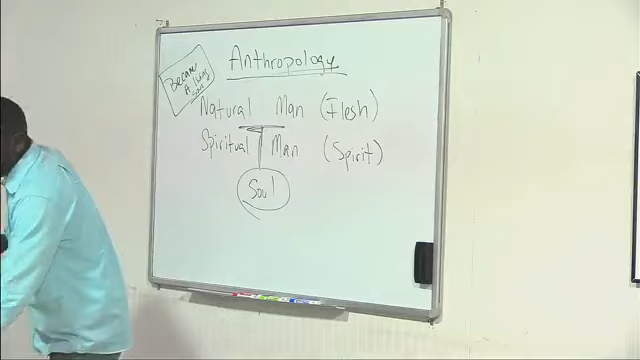 Anthropology
Became
A living
soul
Natural Man (Flesh)
Spiritual Man (Spirit)
Soul